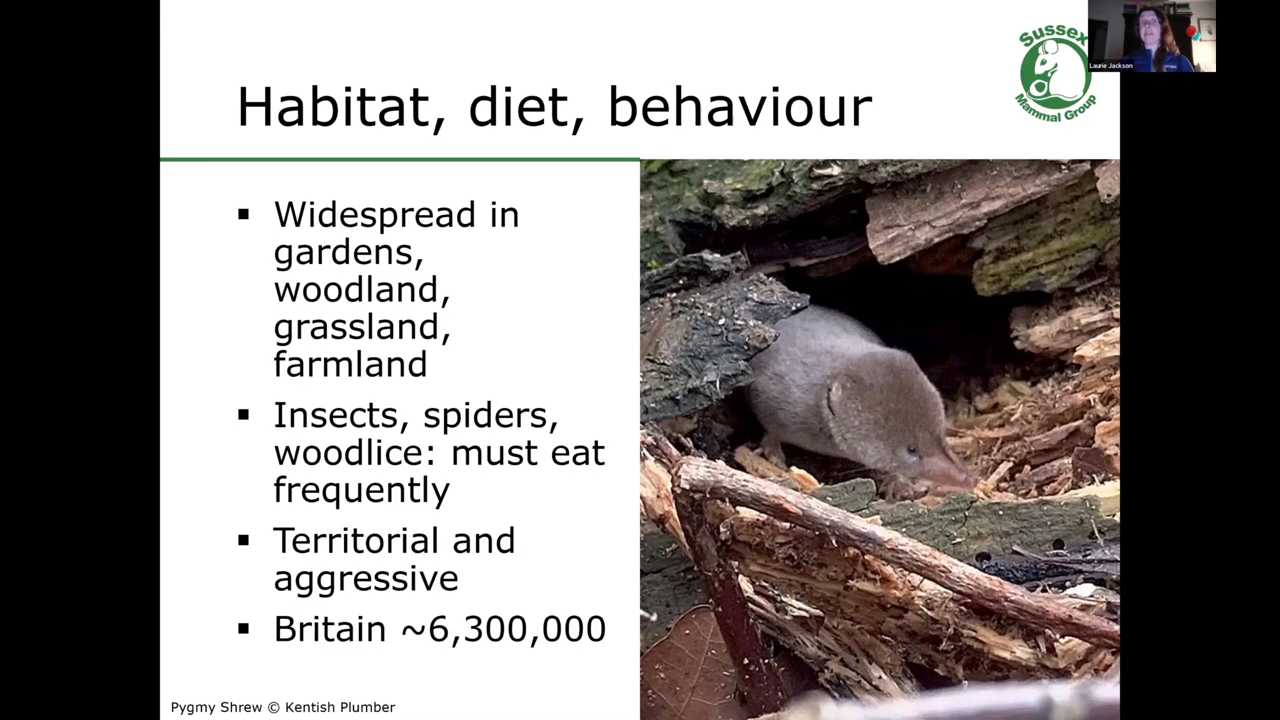 Habitat, diet, behaviour
Sussex
Mammal Group
Laurie Jackson
▪ Widespread in
gardens,
woodland,
grassland,
farmland
▪ Insects, spiders,
woodlice: must eat
frequently
▪ Territorial and
aggressive
▪ Britain ~6,300,000
Pygmy Shrew © Kentish Plumber